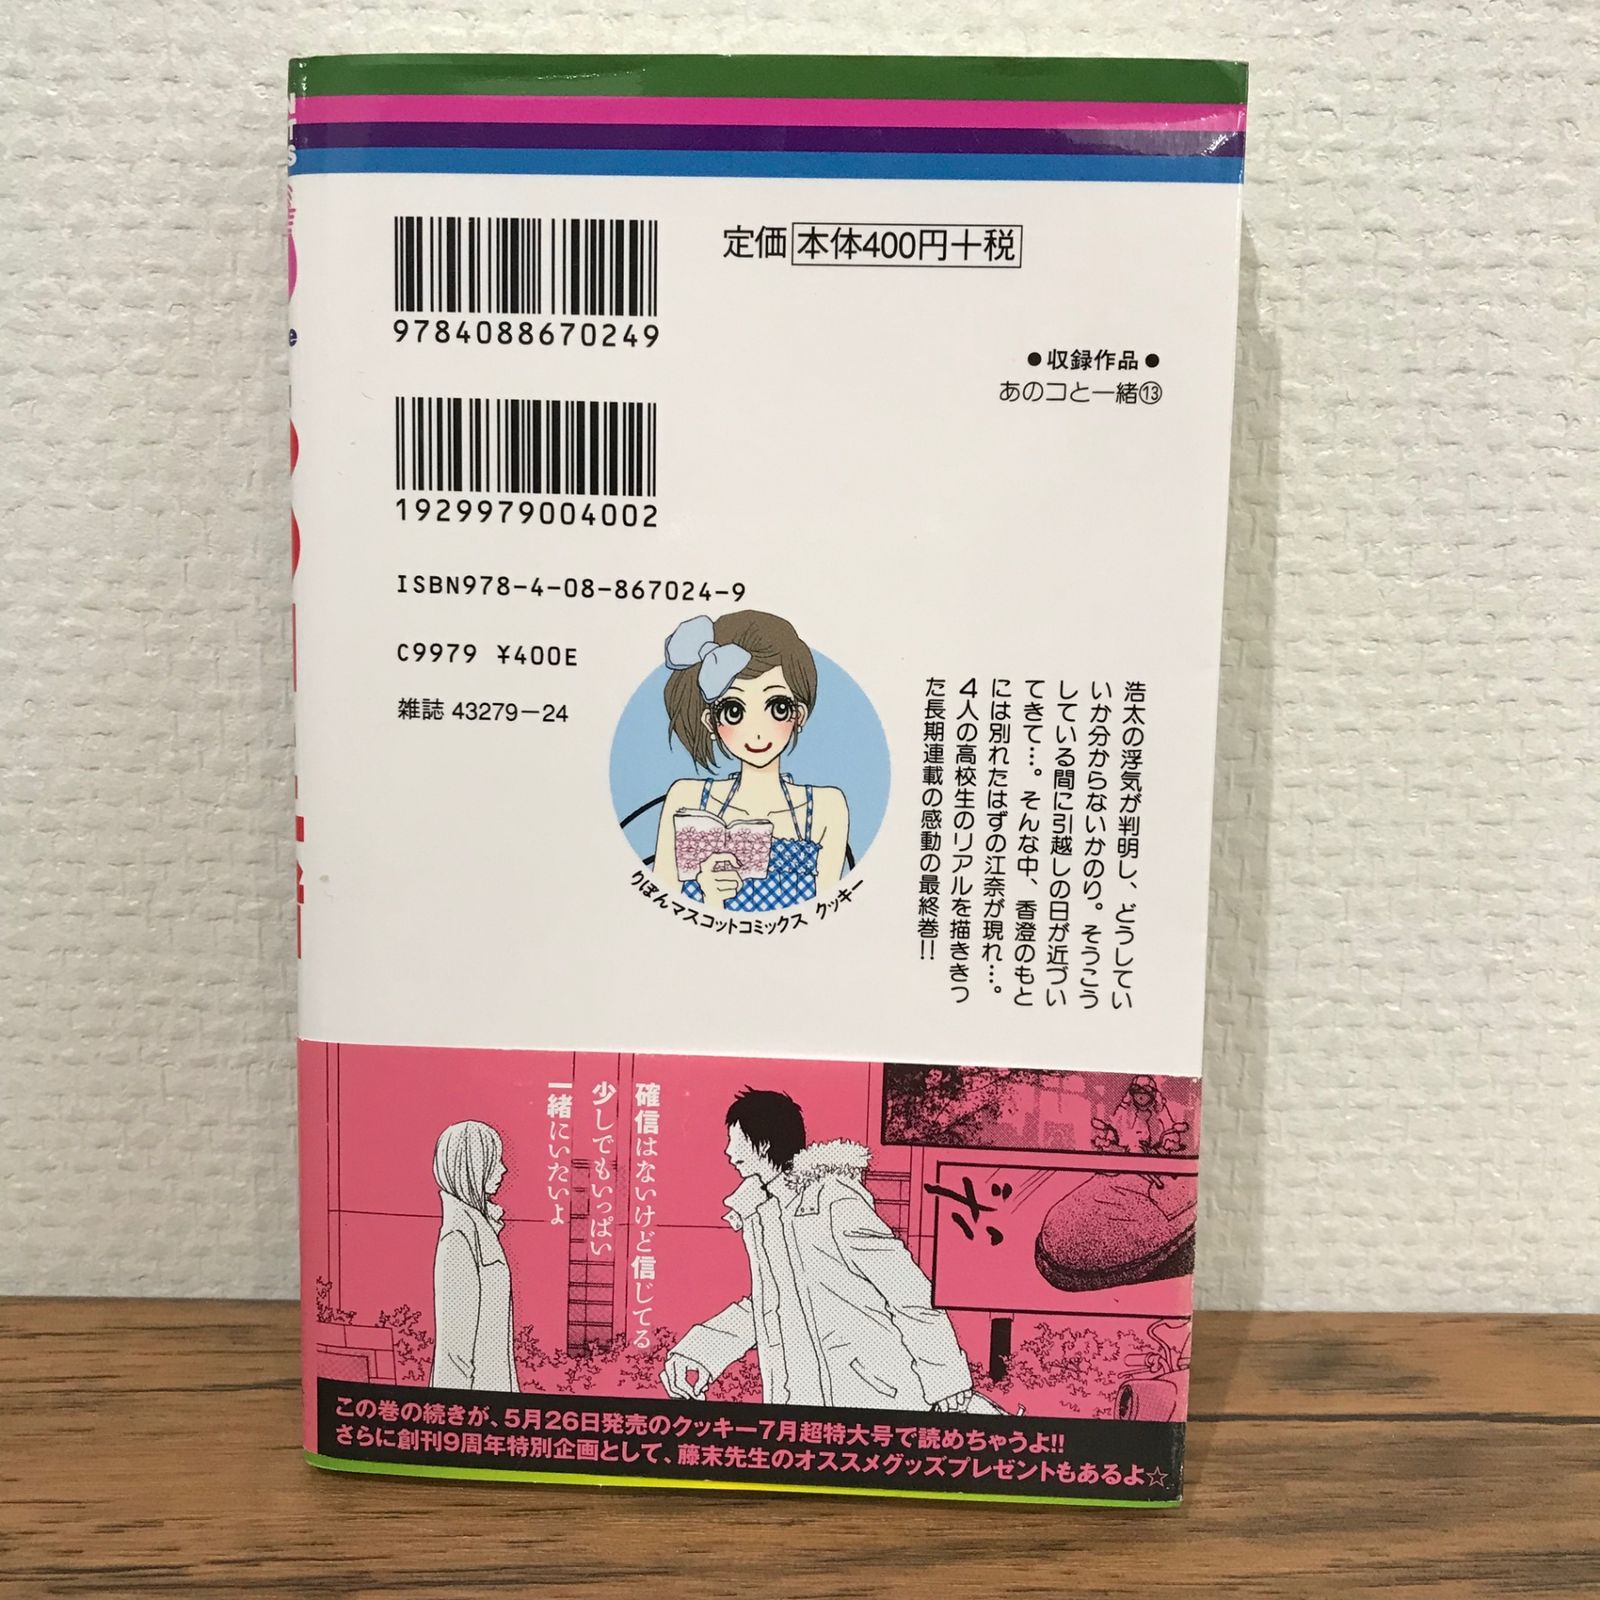 定価 本体400円+税
9784088670249
●収録作品●
あのコと一緒⑬
1929979004002
ISBN978-4-08-867024-9
C9979 ¥400E
雑誌 43279-24
りぼんマスコットコミックス クッキー
浩太の浮気が判明し、どうしてい
いか分からないいかのり。そうこう
している間に引越しの日が近づい
てきて…。そんな中、香澄のもと
には別れたはずの江奈が現れ…。
4人の高校生のリアルを描ききっ
た長期連載の感動の最終巻!!
確信はないけど信じてる
少しでもいっぱい
一緒にいたいよ
この巻の続きが、5月26日発売のクッキー7月超特大号で読めちゃうよ!!
さらに創刊9周年特別企画として、藤末先生のオススメグッズプレゼントもあるよ☆